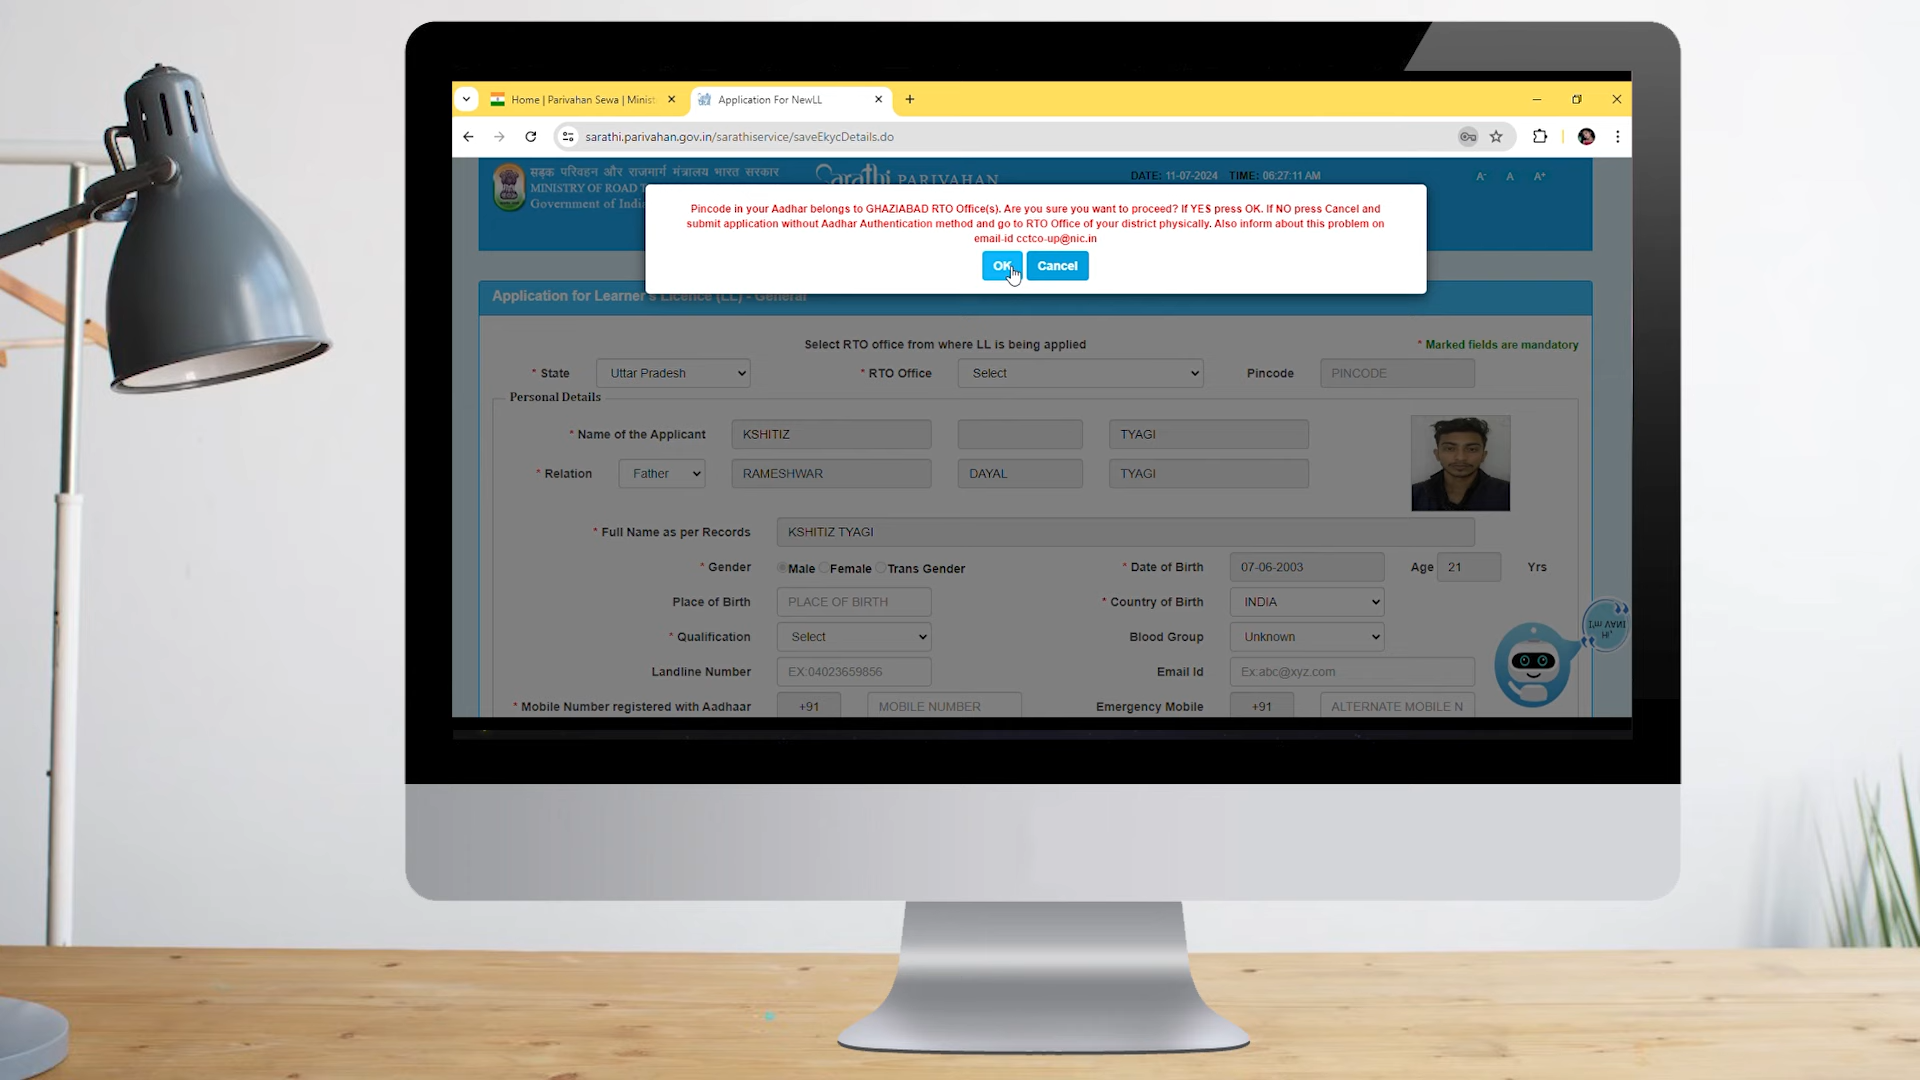 Home | Parivahan Sewa | Minist
Application For NewLL
sarathi.parivahan.gov.in/sarathiservice/saveEkycDetails.do
सड़क परिवहन और राजमार्ग मंत्रालय भारत सरकार
MINISTRY OF ROAD T
Government of Indi
Sarathi PARIVAHAN
DATE: 11-07-2024 TIME: 06:27:11 AM
A- A A+
Pincode in your Aadhar belongs to GHAZIABAD RTO Office(s). Are you sure you want to proceed? If YES press OK. If NO press Cancel and
submit application without Aadhar Authentication method and go to RTO Office of your district physically. Also inform about this problem on
email-id cctco-up@nic.in
OK Cancel
Application for Learner's Licence (LL) - General
Select RTO office from where LL is being applied
* Marked fields are mandatory
* State Uttar Pradesh * RTO Office Select Pincode PINCODE
Personal Details
* Name of the Applicant KSHITIZ TYAGI
* Relation Father RAMESHWAR DAYAL TYAGI
* Full Name as per Records KSHITIZ TYAGI
* Gender Male Female Trans Gender * Date of Birth 07-06-2003 Age 21 Yrs
Place of Birth PLACE OF BIRTH * Country of Birth INDIA
* Qualification Select Blood Group Unknown
Landline Number EX:04023659856 Email Id Ex:abc@xyz.com
* Mobile Number registered with Aadhaar +91 MOBILE NUMBER Emergency Mobile +91 ALTERNATE MOBILE N
Hi,
I'm VANI